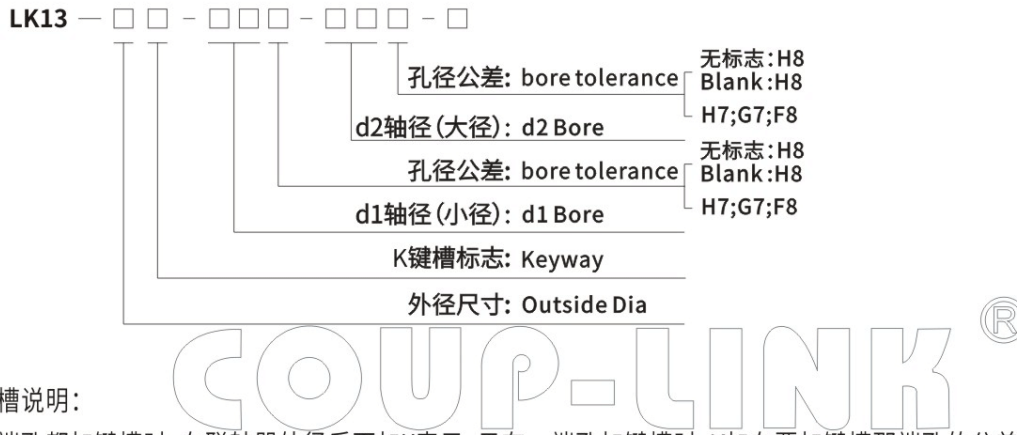 LK13 — □ □ - □ □ □ - □ □ □ - □
孔径公差: bore tolerance
无标志:H8
Blank:H8
H7;G7;F8
d2轴径(大径): d2 Bore
孔径公差: bore tolerance
无标志:H8
Blank:H8
H7;G7;F8
d1轴径(小径): d1 Bore
K键槽标志: Keyway
外径尺寸: Outside Dia
COUP-LINK ®
槽说明: